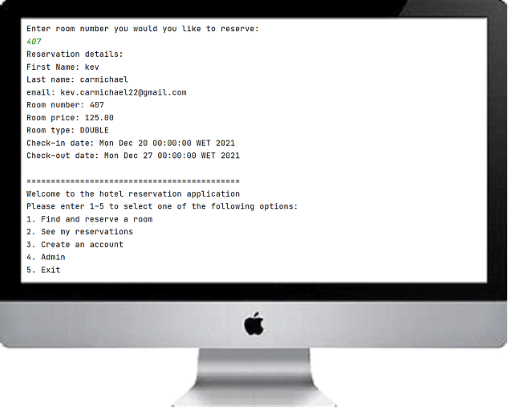 Enter room number you would you like to reserve:
407
Reservation details:
First Name: kev
Last name: carmichael
email: kev.carmichael22@gmail.com
Room number: 407
Room price: 125.00
Room type: DOUBLE
Check-in date: Mon Dec 20 00:00:00 WET 2021
Check-out date: Mon Dec 27 00:00:00 WET 2021
============================================
Welcome to the hotel reservation application
Please enter 1-5 to select one of the following options:
1. Find and reserve a room
2. See my reservations
3. Create an account
4. Admin
5. Exit